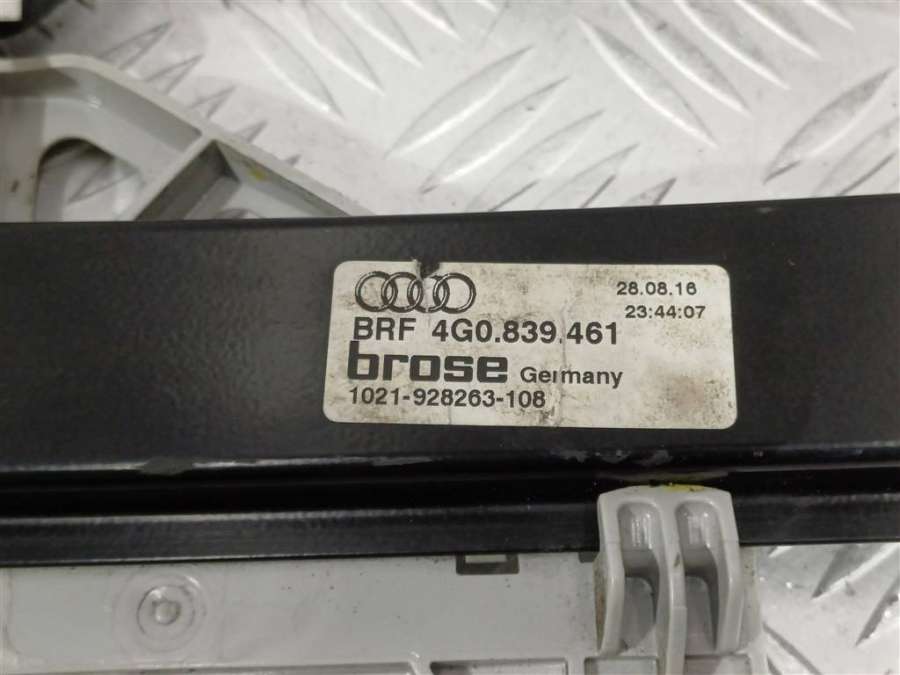 28.08.16
23:44:07
BRF 4G0.839.461
brose Germany
1021-928263-108